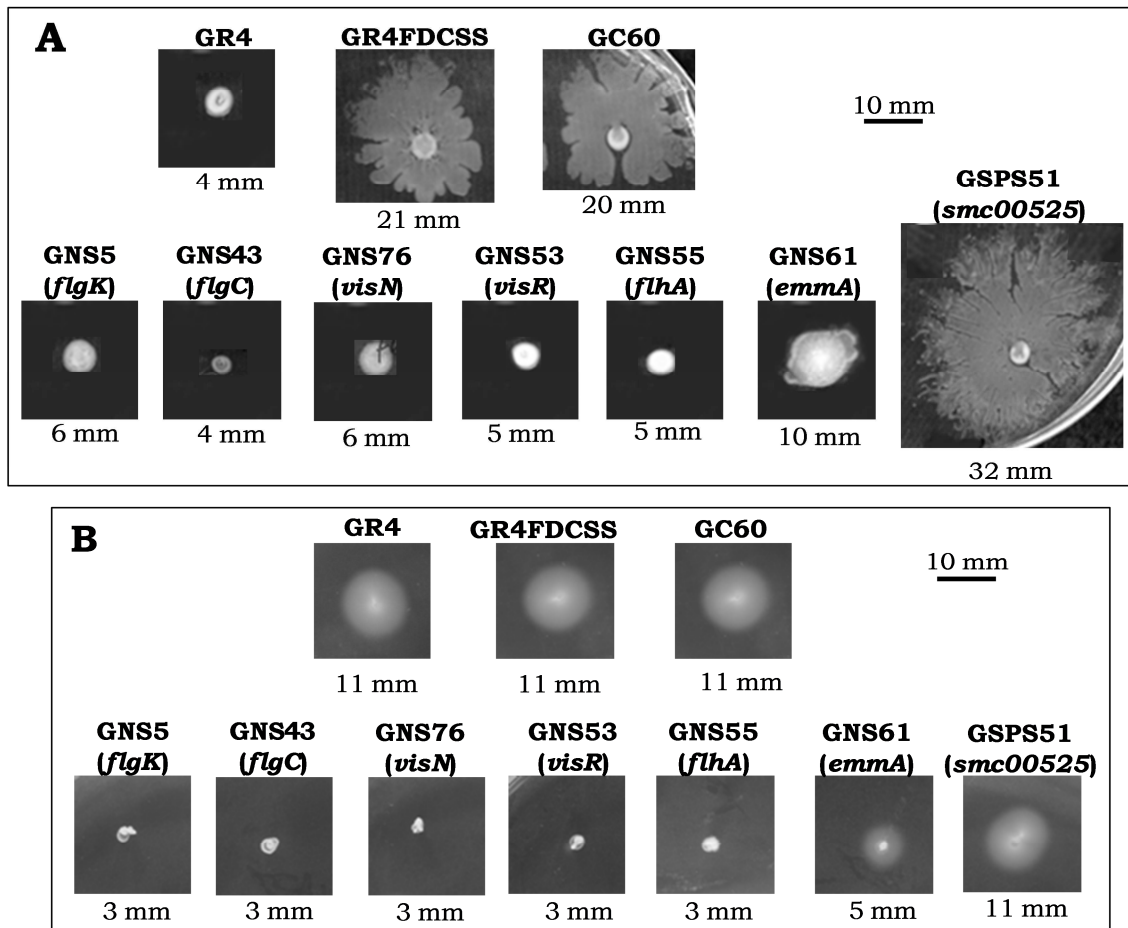 A
GR4
GR4FDCSS
GC60
10 mm
4 mm
21 mm
20 mm
GSPS51
(smc00525)
GNS5
(flgK)
GNS43
(flgC)
GNS76
(visN)
GNS53
(visR)
GNS55
(flhA)
GNS61
(emmA)
6 mm
4 mm
6 mm
5 mm
5 mm
10 mm
32 mm
B
GR4
GR4FDCSS
GC60
10 mm
11 mm
11 mm
11 mm
GNS5
(flgK)
GNS43
(flgC)
GNS76
(visN)
GNS53
(visR)
GNS55
(flhA)
GNS61
(emmA)
GSPS51
(smc00525)
3 mm
3 mm
3 mm
3 mm
3 mm
5 mm
11 mm